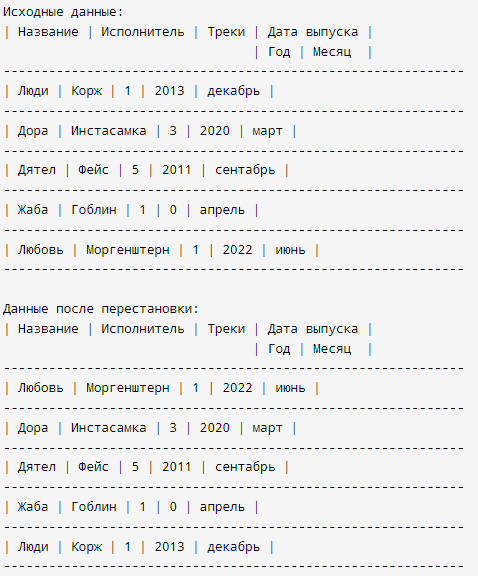 Исходные данные:
| Название | Исполнитель | Треки | Дата выпуска |
| Год | Месяц |
-------------------------------------------------------------
| Люди | Корж | 1 | 2013 | декабрь |
-------------------------------------------------------------
| Дора | Инстасамка | 3 | 2020 | март |
-------------------------------------------------------------
| Дятел | Фейс | 5 | 2011 | сентябрь |
-------------------------------------------------------------
| Жаба | Гоблин | 1 | 0 | апрель |
-------------------------------------------------------------
| Любовь | Моргенштерн | 1 | 2022 | июнь |
-------------------------------------------------------------
Данные после перестановки:
| Название | Исполнитель | Треки | Дата выпуска |
| Год | Месяц |
-------------------------------------------------------------
| Любовь | Моргенштерн | 1 | 2022 | июнь |
-------------------------------------------------------------
| Дора | Инстасамка | 3 | 2020 | март |
-------------------------------------------------------------
| Дятел | Фейс | 5 | 2011 | сентябрь |
-------------------------------------------------------------
| Жаба | Гоблин | 1 | 0 | апрель |
-------------------------------------------------------------
| Люди | Корж | 1 | 2013 | декабрь |
-------------------------------------------------------------